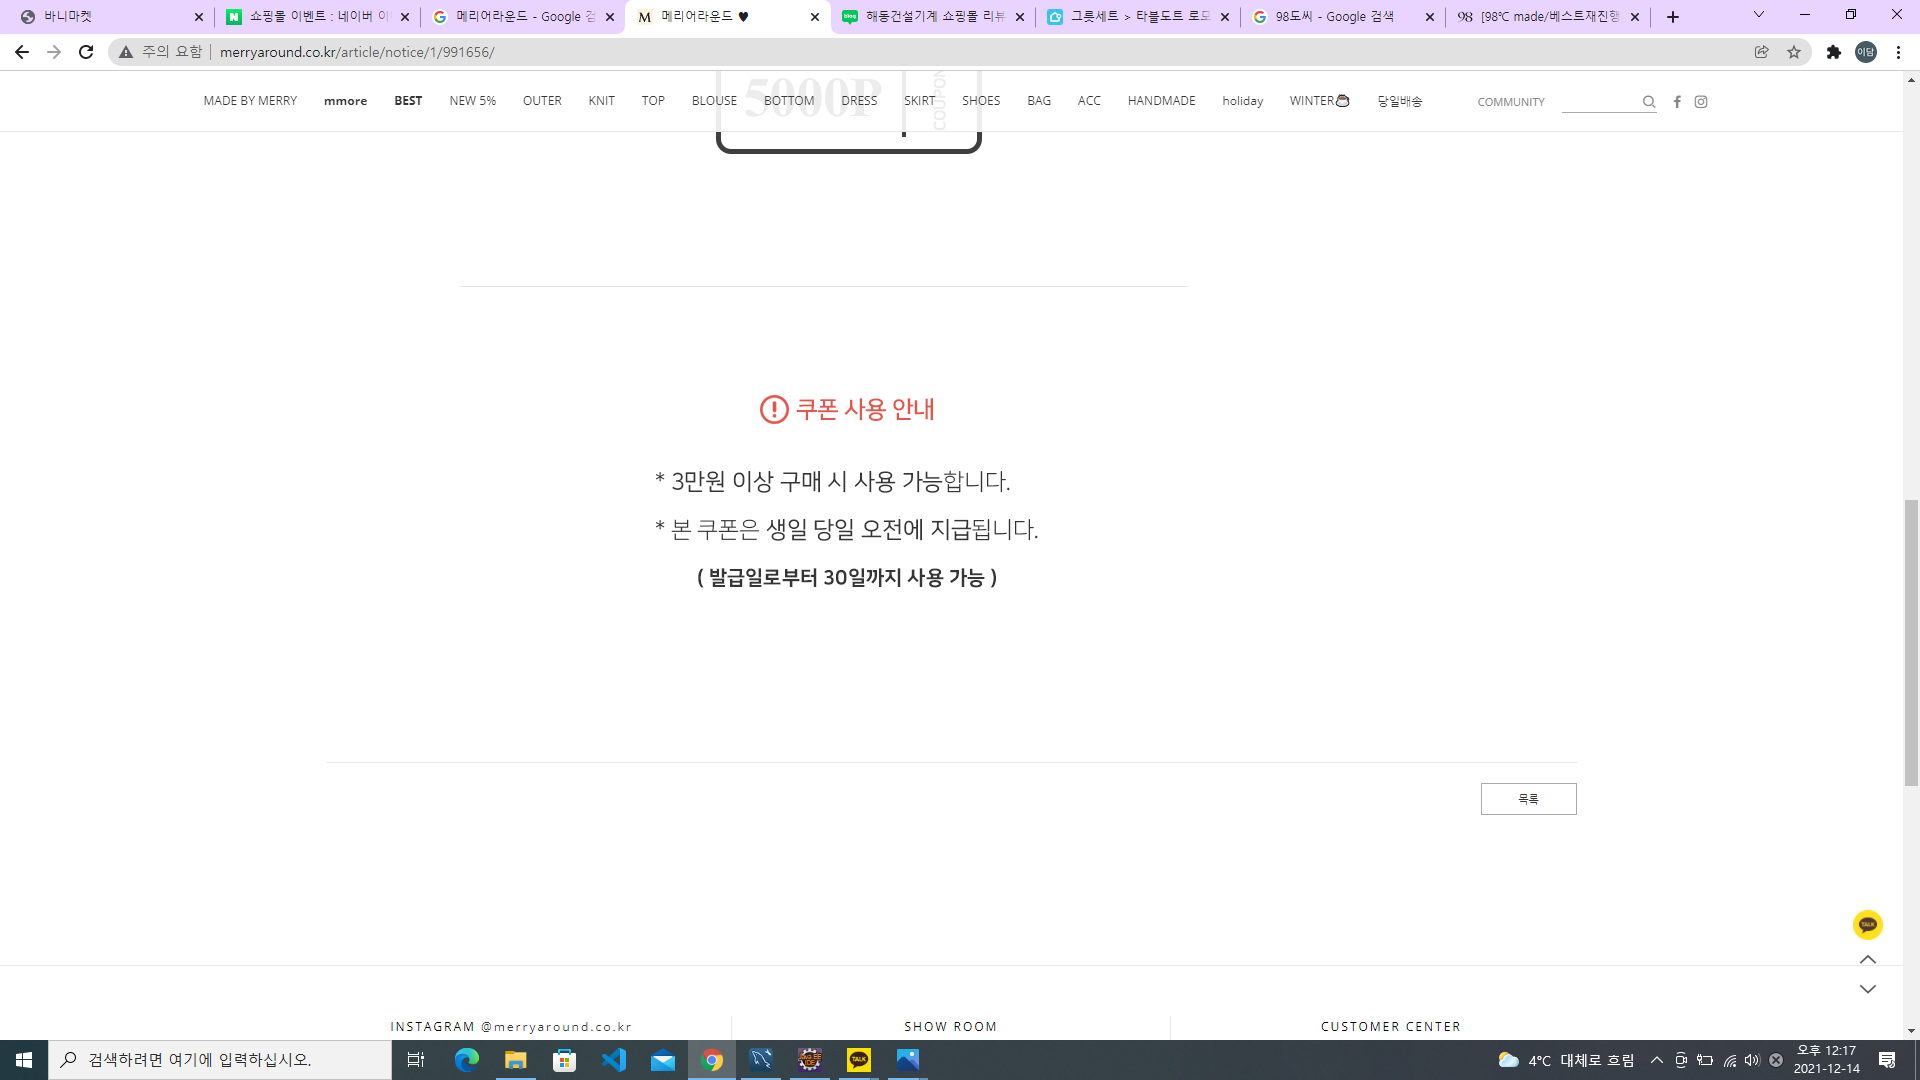 바니마켓
쇼핑몰 이벤트 : 네이버 이
메리어라운드 - Google 검
메리어라운드 ♥
해동건설기계 쇼핑몰 리뷰
그릇세트 > 타블도트 로모
98도씨 - Google 검색
[98℃ made/베스트재진행
주의 요함
merryaround.co.kr/article/notice/1/991656/
이담
5000P
COUPON
MADE BY MERRY
mmore
BEST
NEW 5%
OUTER
KNIT
TOP
BLOUSE
BOTTOM
DRESS
SKIRT
SHOES
BAG
ACC
HANDMADE
holiday
WINTER☕
당일배송
COMMUNITY
쿠폰 사용 안내
* 3만원 이상 구매 시 사용 가능합니다.
* 본 쿠폰은 생일 당일 오전에 지급됩니다.
( 발급일로부터 30일까지 사용 가능 )
목록
TALK
INSTAGRAM @merryaround.co.kr
SHOW ROOM
CUSTOMER CENTER
검색하려면 여기에 입력하십시오.
TALK
4°C 대체로 흐림
오후 12:17
2021-12-14